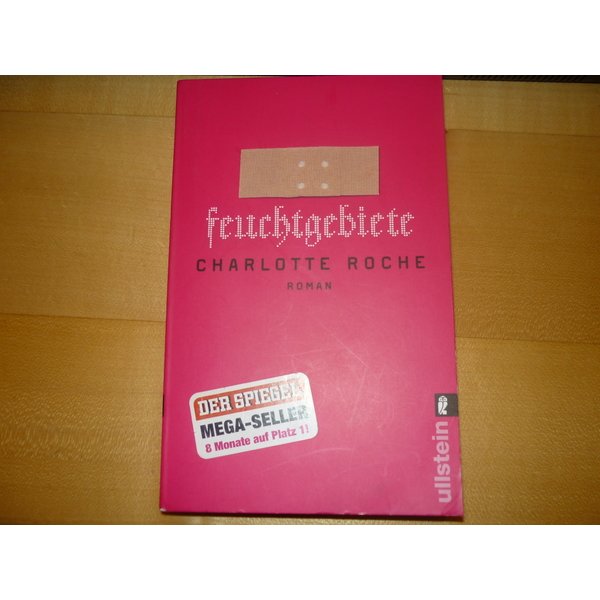 feuchtgebiete
CHARLOTTE ROCHE
ROMAN
DER SPIEGEL
MEGA-SELLER
8 Monate auf Platz 1!
ullstein